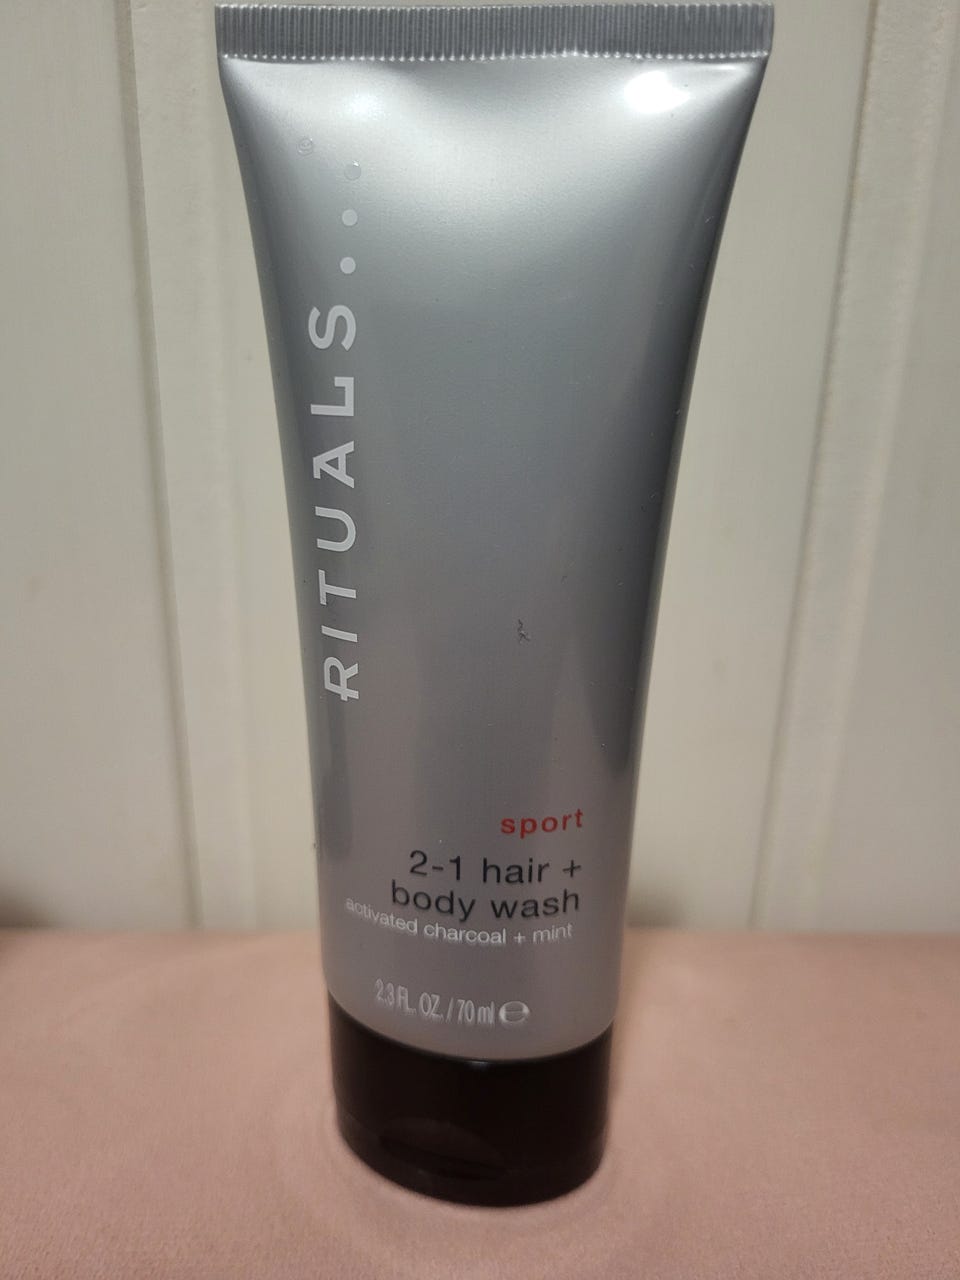 RITUALS...
sport
2-1 hair +
body wash
activated charcoal + mint
2.3 FL. OZ. / 70 ml ℮